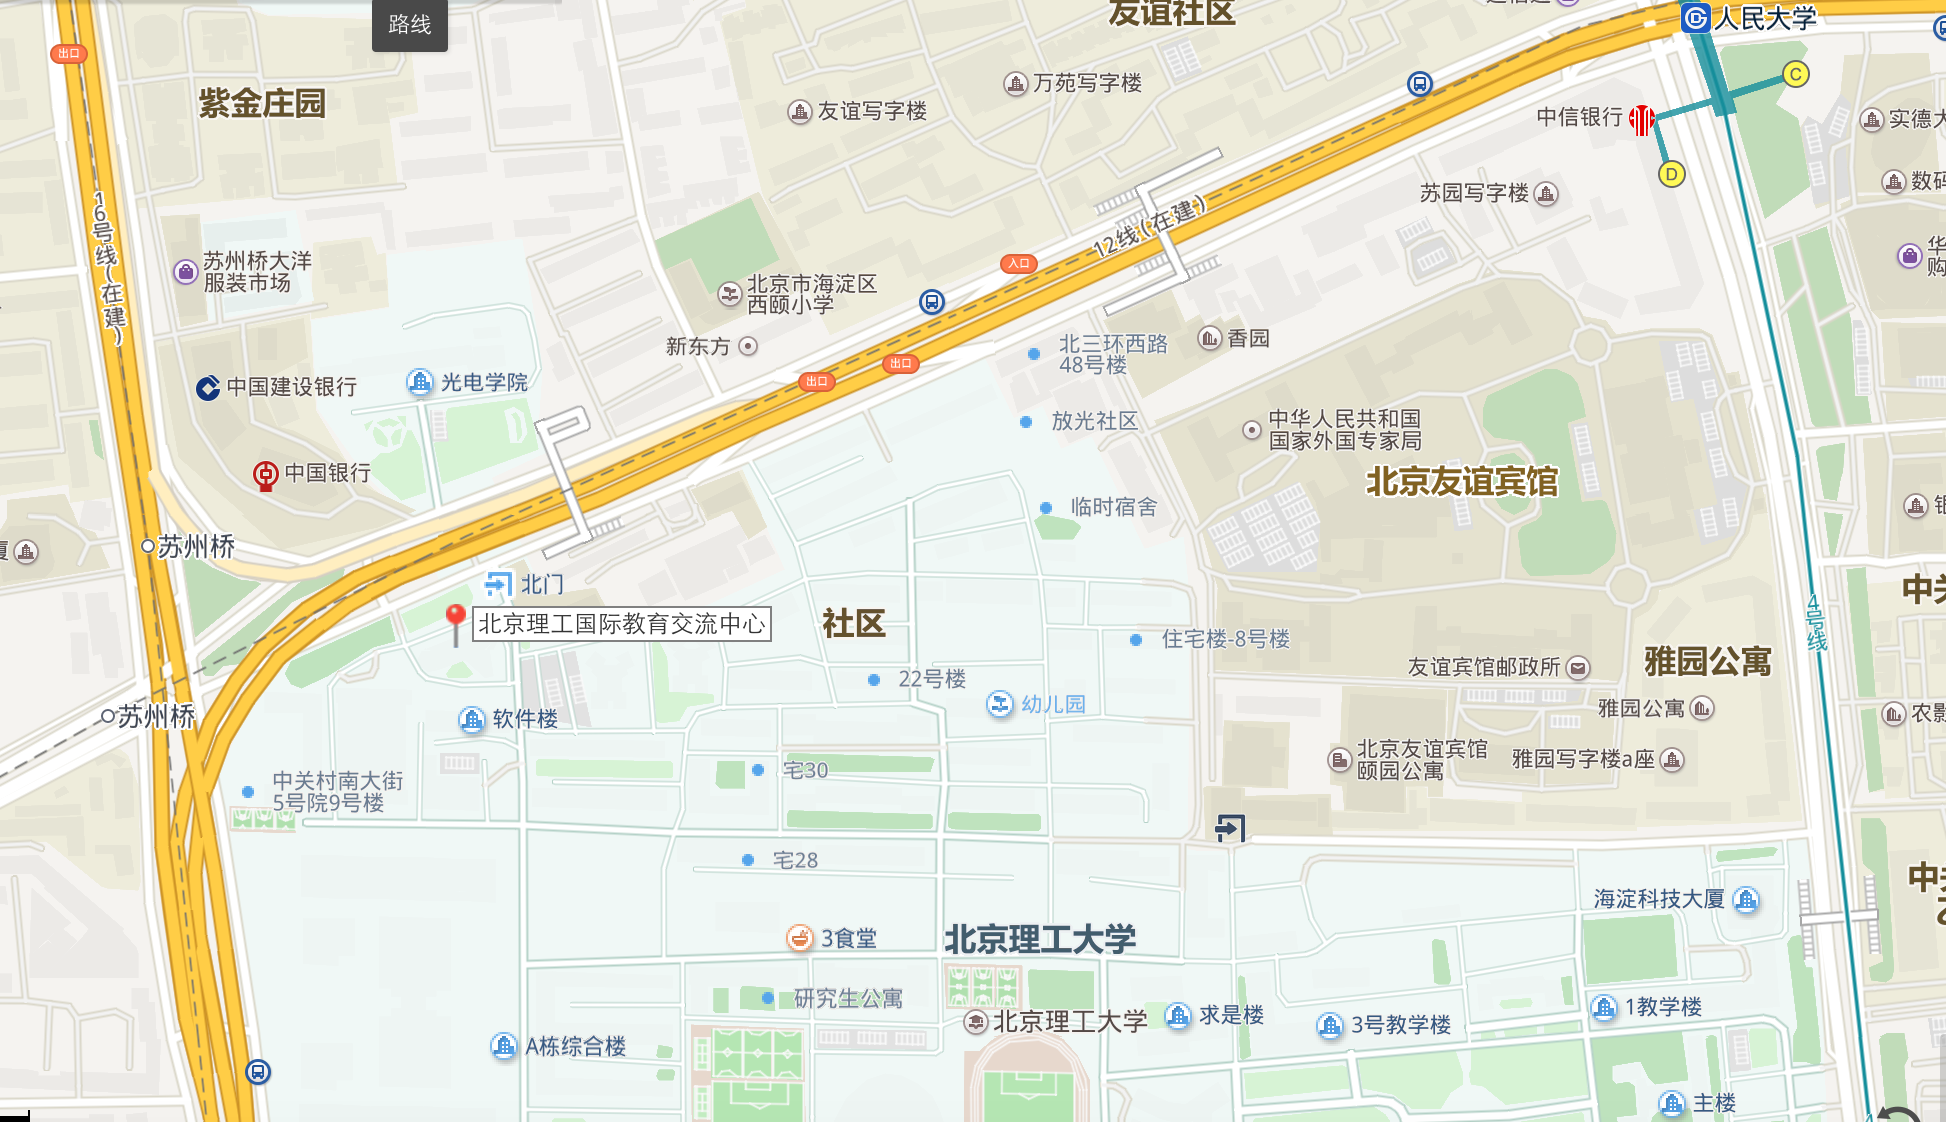 路线
友谊社区
人民大学
出口
紫金庄园
万苑写字楼
友谊写字楼
C
中信银行
实德大
D
数码
苏园写字楼
16号线(在建)
12线(在建)
苏州桥大洋
服装市场
入口
北京市海淀区
西颐小学
华
购
新东方
出口
出口
北三环西路
48号楼
香园
中国建设银行
光电学院
放光社区
中华人民共和国
国家外国专家局
中国银行
北京友谊宾馆
临时宿舍
苏州桥
厦
北门
中关
北京理工国际教育交流中心
社区
4号线
住宅楼-8号楼
友谊宾馆邮政所
雅园公寓
22号楼
幼儿园
雅园公寓
农影
苏州桥
软件楼
北京友谊宾馆
颐园公寓
雅园写字楼a座
宅30
中关村南大街
5号院9号楼
宅28
中关
海淀科技大厦
3食堂
北京理工大学
研究生公寓
北京理工大学
求是楼
3号教学楼
1教学楼
A栋综合楼
主楼
4